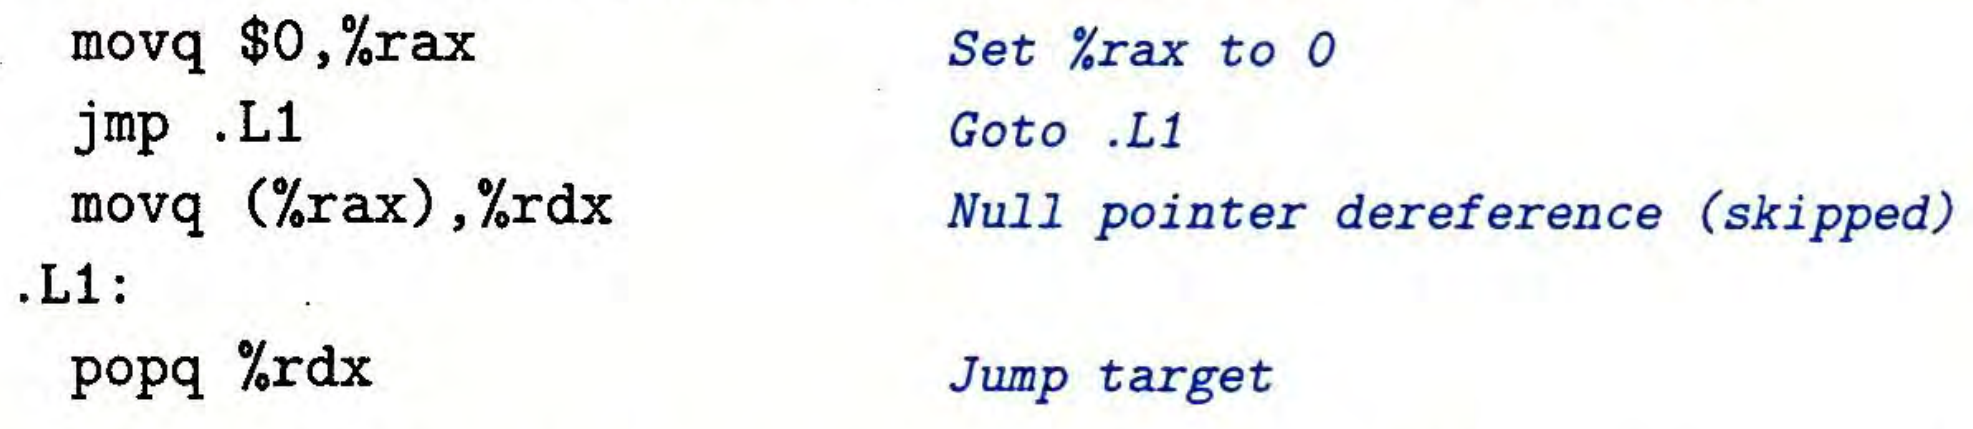 movq $0,%rax Set %rax to 0
jmp .L1 Goto .L1
movq (%rax),%rdx Null pointer dereference (skipped)
.L1:
popq %rdx Jump target